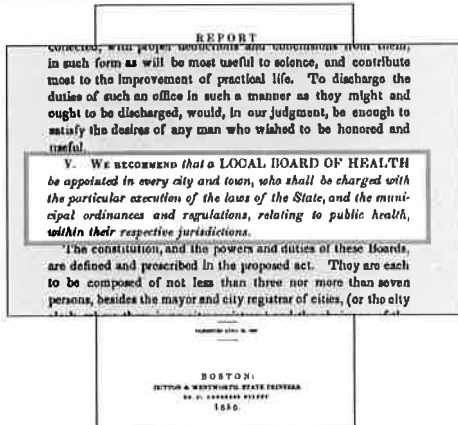 REPORT
collected, with proper deductions and conclusions from them,
in such form as will be most useful to science, and contribute
most to the improvement of practical life. To discharge the
duties of such an office in such a manner as they might and
ought to be discharged, would, in our judgment, be enough to
satisfy the desires of any man who wished to be honored and
useful.
V. WE RECOMMEND that a LOCAL BOARD OF HEALTH
be appointed in every city and town, who shall be charged with
the particular execution of the laws of the State, and the muni-
cipal ordinances and regulations, relating to public health,
within their respective jurisdictions.
The constitution, and the powers and duties of these Boards,
are defined and prescribed in the proposed act. They are each
to be composed of not less than three nor more than seven
persons, besides the mayor and city registrar of cities, (or the city
BOSTON:
DUTTON & WENTWORTH, STATE PRINTERS,
CONGRESS STREET
1850.